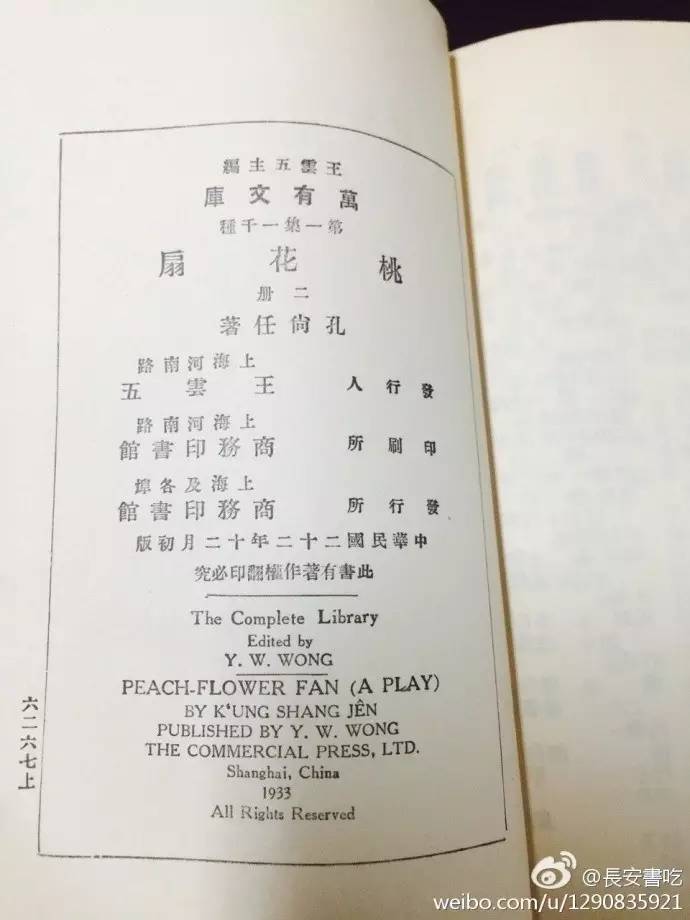 王雲五主編
萬有文庫
第一集一千種
桃花扇
二册
孔尙任著
上海河南路
發行人 王雲五
上海河南路
印刷所 商務印書館
上海及各埠
發行所 商務印書館
中華民國二十二年十二月初版
此書有著作權翻印必究
The Complete Library
Edited by
Y. W. WONG
PEACH-FLOWER FAN (A PLAY)
BY K‘UNG SHANG JÊN
PUBLISHED BY Y. W. WONG
THE COMMERCIAL PRESS, LTD.
Shanghai, China
1933
All Rights Reserved
六二六七上
@長安書吃
weibo.com/u/1290835921